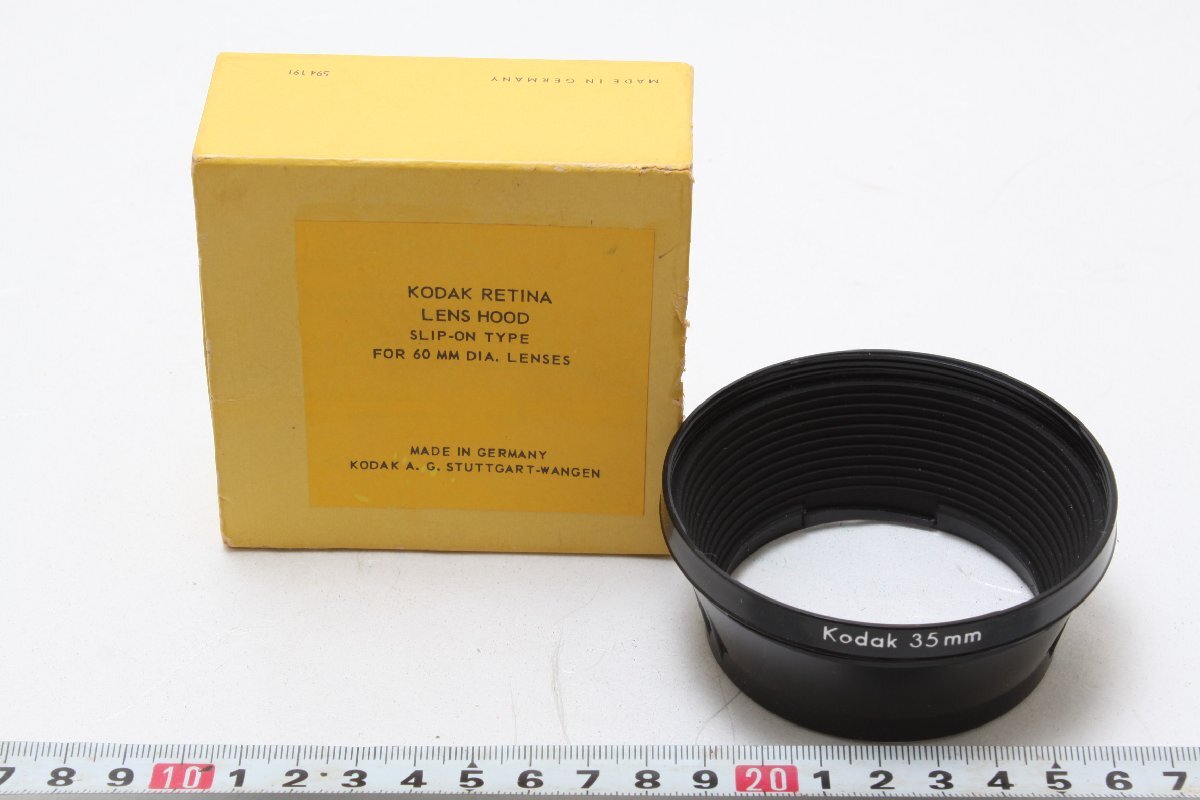 594 191 MADE IN GERMANY
KODAK RETINA
LENS HOOD
SLIP-ON TYPE
FOR 60 MM DIA. LENSES
MADE IN GERMANY
KODAK A. G. STUTTGART-WANGEN
Kodak 35mm
7 8 9 10 1 2 3 4 5 6 7 8 9 20 1 2 3 4 5 6 7